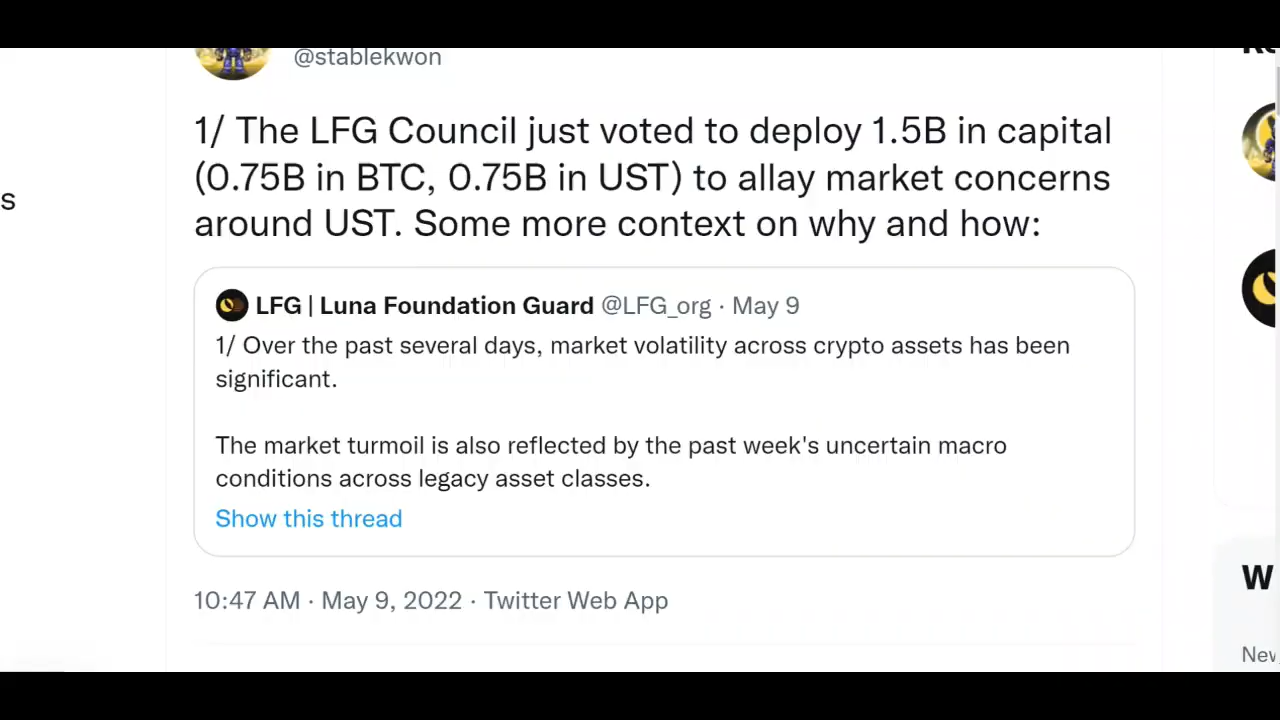 @stablekwon
1/ The LFG Council just voted to deploy 1.5B in capital
(0.75B in BTC, 0.75B in UST) to allay market concerns
around UST. Some more context on why and how:
LFG | Luna Foundation Guard @LFG_org · May 9
1/ Over the past several days, market volatility across crypto assets has been
significant.
The market turmoil is also reflected by the past week's uncertain macro
conditions across legacy asset classes.
Show this thread
10:47 AM · May 9, 2022 · Twitter Web App
s
W